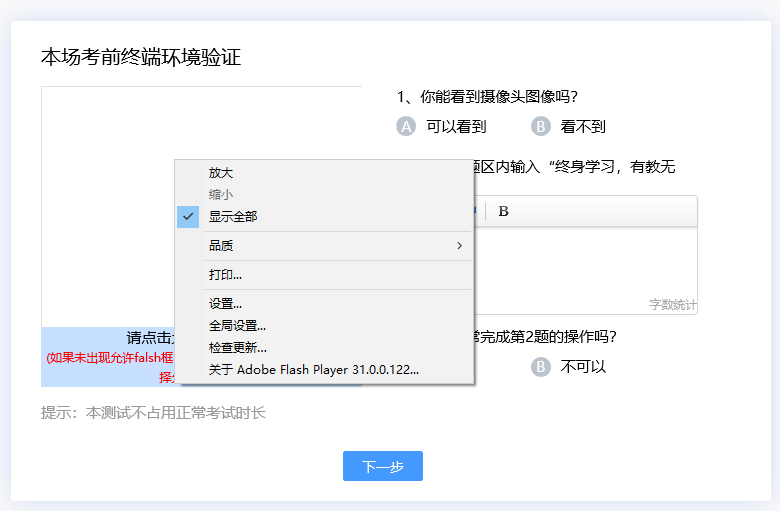 本场考前终端环境验证
1、你能看到摄像头图像吗?
A 可以看到 B 看不到
题区内输入“终身学习，有教无
放大
缩小
显示全部
B
品质
打印...
设置...
字数统计
全局设置...
请点击
常完成第2题的操作吗?
检查更新...
(如果未出现允许falsh框
B 不可以
关于 Adobe Flash Player 31.0.0.122...
择
提示：本测试不占用正常考试时长
下一步